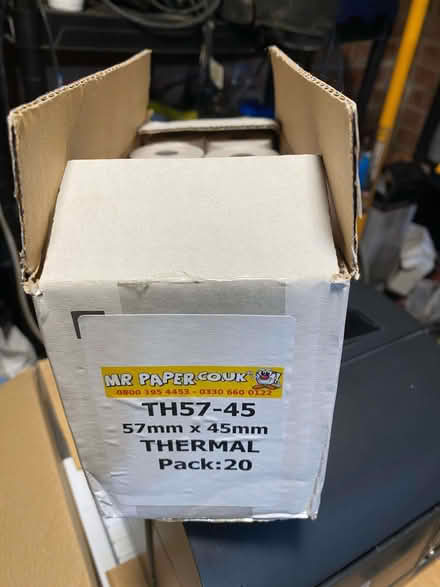 MR PAPER.CO.UK
0800 195 4453 - 0330 660 0122
TH57-45
57mm x 45mm
THERMAL
Pack:20